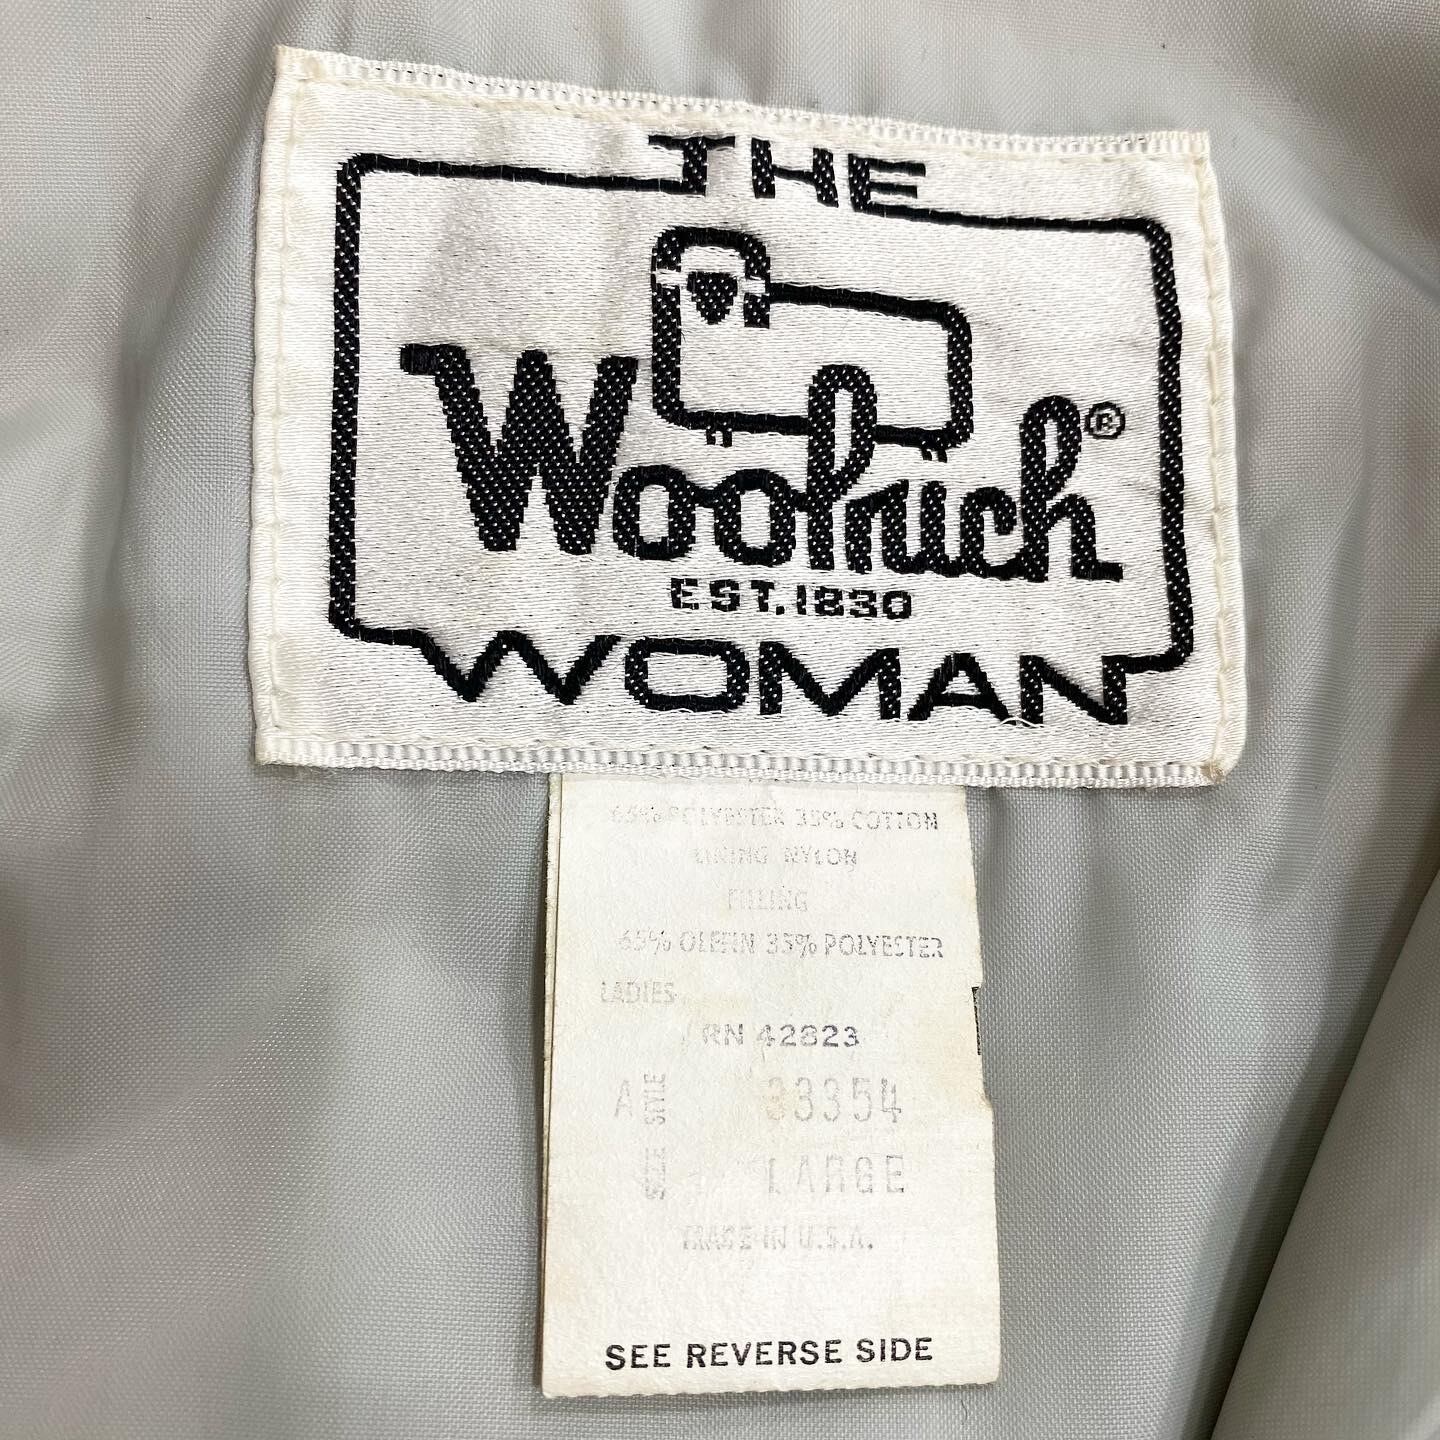 THE
Woolrich®
EST. 1830
WOMAN
65% POLYESTER 35% COTTON
LINING NYLON
FILLING
65% OLEFIN 35% POLYESTER
LADIES
RN 42823
A STYLE 33354
SIZE LARGE
MADE IN U.S.A.
SEE REVERSE SIDE